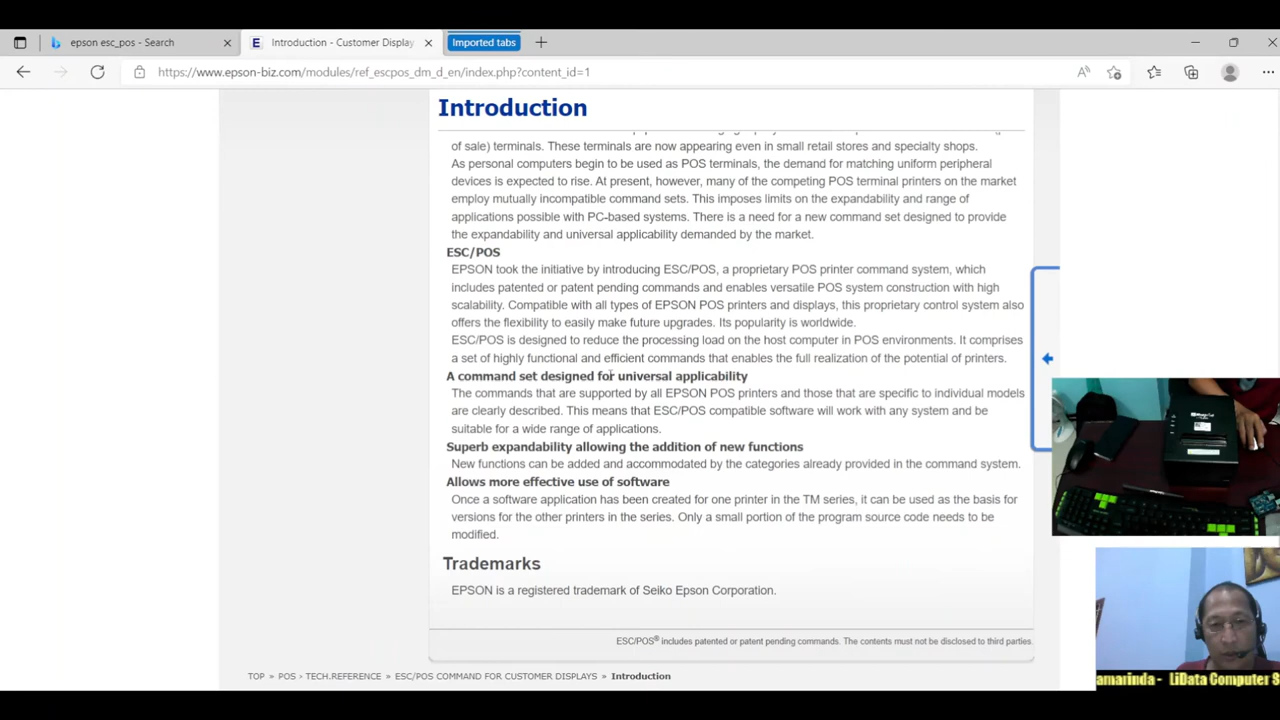 epson esc_pos - Search
Introduction - Customer Display
Imported tabs
https://www.epson-biz.com/modules/ref_escpos_dm_d_en/index.php?content_id=1
Introduction
of sale) terminals. These terminals are now appearing even in small retail stores and specialty shops.
As personal computers begin to be used as POS terminals, the demand for matching uniform peripheral
devices is expected to rise. At present, however, many of the competing POS terminal printers on the market
employ mutually incompatible command sets. This imposes limits on the expandability and range of
applications possible with PC-based systems. There is a need for a new command set designed to provide
the expandability and universal applicability demanded by the market.
ESC/POS
EPSON took the initiative by introducing ESC/POS, a proprietary POS printer command system, which
includes patented or patent pending commands and enables versatile POS system construction with high
scalability. Compatible with all types of EPSON POS printers and displays, this proprietary control system also
offers the flexibility to easily make future upgrades. Its popularity is worldwide.
ESC/POS is designed to reduce the processing load on the host computer in POS environments. It comprises
a set of highly functional and efficient commands that enables the full realization of the potential of printers.
A command set designed for universal applicability
The commands that are supported by all EPSON POS printers and those that are specific to individual models
are clearly described. This means that ESC/POS compatible software will work with any system and be
suitable for a wide range of applications.
Superb expandability allowing the addition of new functions
New functions can be added and accommodated by the categories already provided in the command system.
Allows more effective use of software
Once a software application has been created for one printer in the TM series, it can be used as the basis for
versions for the other printers in the series. Only a small portion of the program source code needs to be
modified.
Trademarks
EPSON is a registered trademark of Seiko Epson Corporation.
ESC/POS® includes patented or patent pending commands. The contents must not be disclosed to third parties.
TOP » POS > TECH.REFERENCE » ESC/POS COMMAND FOR CUSTOMER DISPLAYS » Introduction
amarinda - LiData Computer S